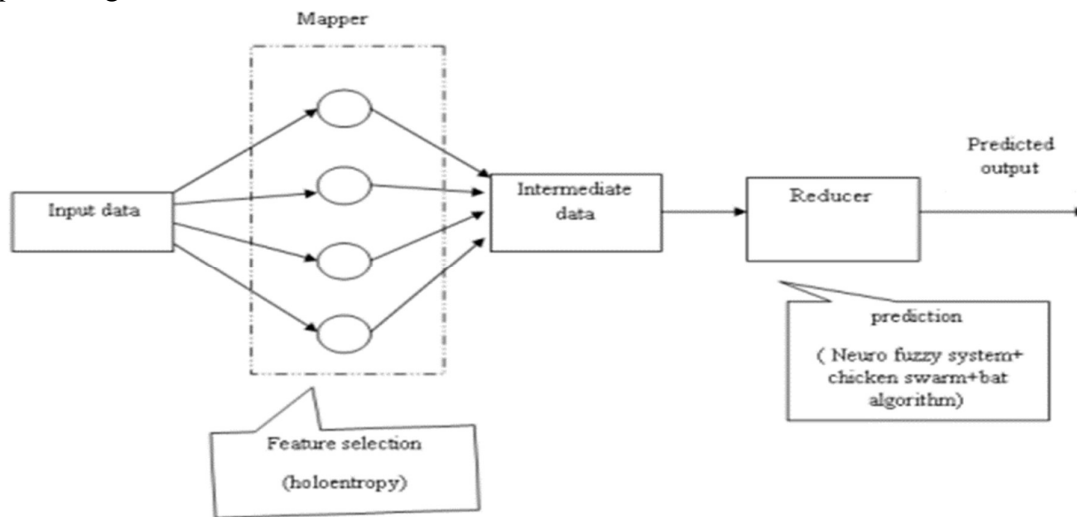 Mapper
Input data
Intermediate
data
Reducer
Predicted
output
prediction
( Neuro fuzzy system+
chicken swarm+bat
algorithm)
Feature selection
(holoentropy)